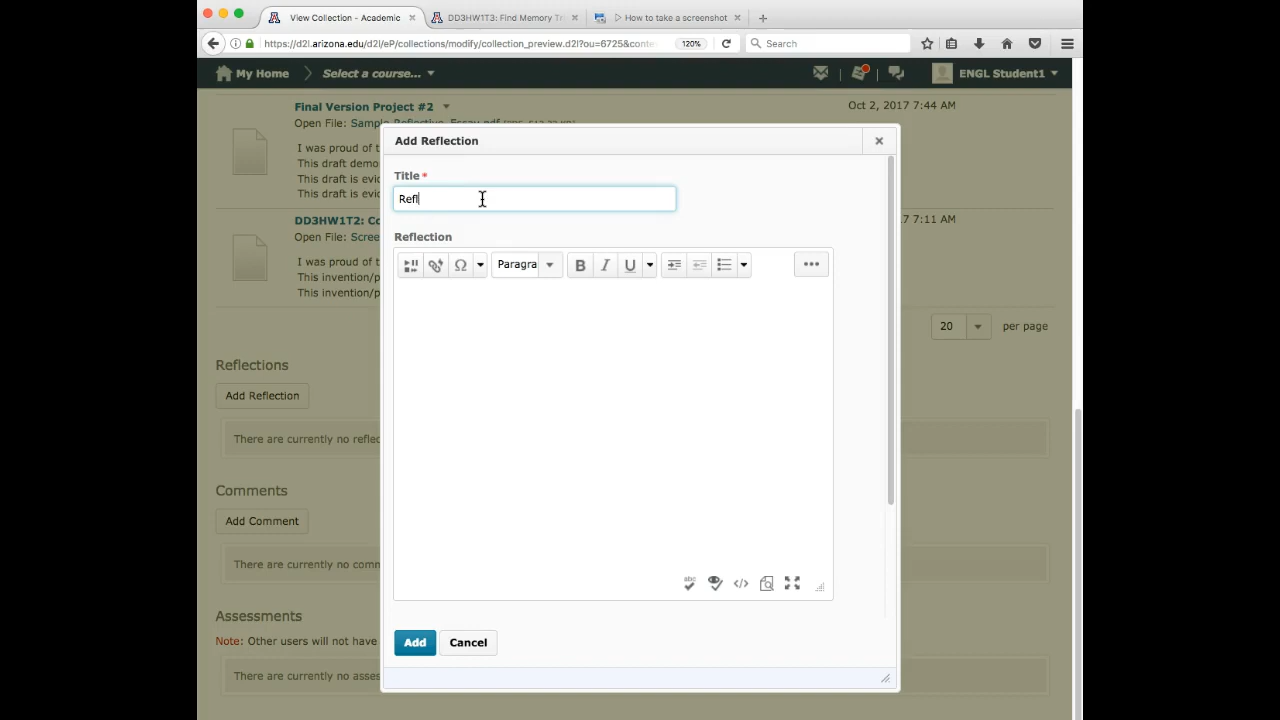 View Collection - Academic
DD3HW1T3: Find Memory Tr
How to take a screenshot
https://d2l.arizona.edu/d2l/eP/collections/modify/collection_preview.d2l?ou=6725&conte
120%
Search
My Home
Select a course...
ENGL Student1
Final Version Project #2
Oct 2, 2017 7:44 AM
Open File: Sample Reflective Essay.pdf
I was proud of t
This draft demo
This draft is evid
This draft is evid
DD3HW1T2: Co
7 7:11 AM
Open File: Scree
I was proud of t
This invention/p
This invention/p
20
per page
Reflections
Add Reflection
There are currently no reflec
Comments
Add Comment
There are currently no comm
Assessments
Note: Other users will not have
There are currently no asses
Add Reflection
Title *
Refl
Reflection
Paragra
B I U
abc
Add
Cancel